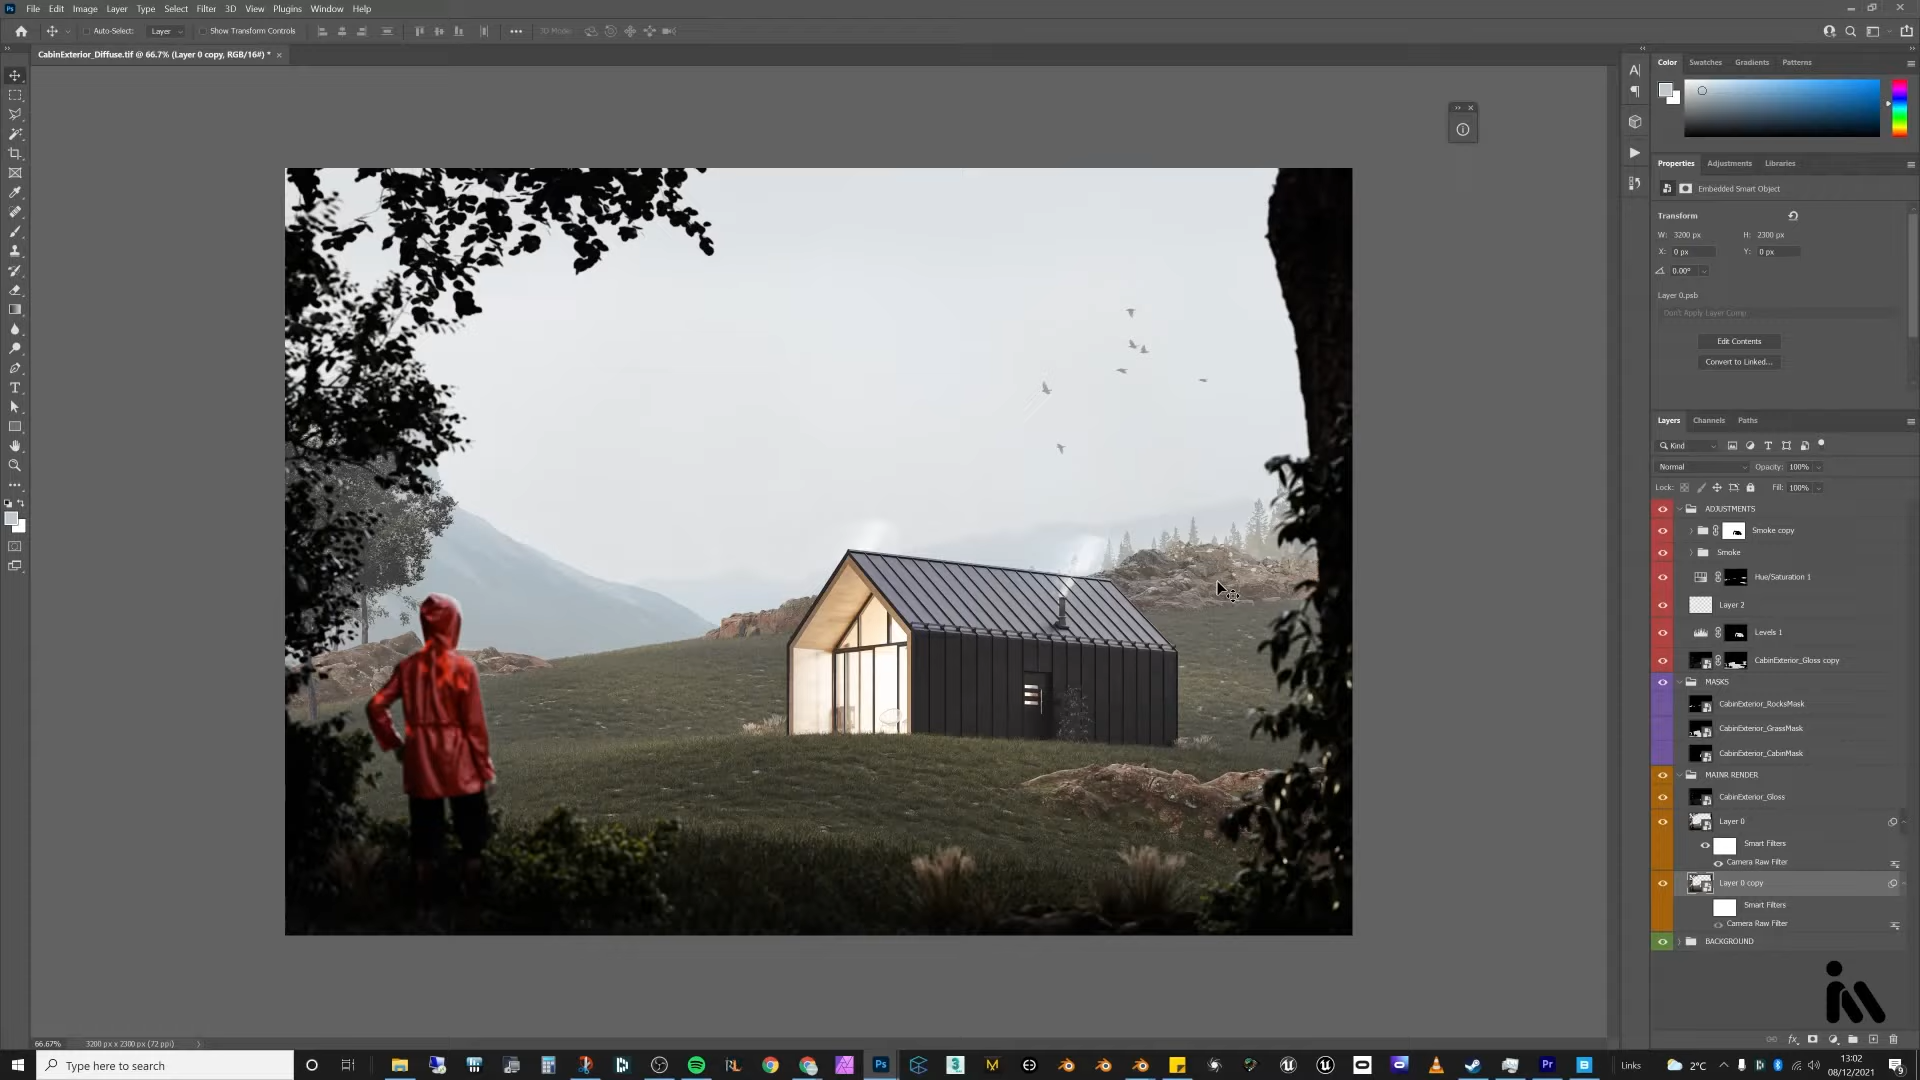 Ps File Edit Image Layer Type Select Filter 3D View Plugins Window Help
Auto-Select: Layer Show Transform Controls 3D Mode:
CabinExterior_Diffuse.tif @ 66.7% (Layer 0 copy, RGB/16#) *
Color Swatches Gradients Patterns
Properties Adjustments Libraries
Embedded Smart Object
Transform
W: 3200 px H: 2300 px
X: 0 px Y: 0 px
0.00°
Layer 0.psb
Don't Apply Layer Comp
Edit Contents
Convert to Linked...
Layers Channels Paths
Kind
Normal Opacity: 100%
Lock: Fill: 100%
ADJUSTMENTS
Smoke copy
Smoke
Hue/Saturation 1
Layer 2
Levels 1
CabinExterior_Gloss copy
MASKS
CabinExterior_RocksMask
CabinExterior_GrassMask
CabinExterior_CabinMask
MAINR RENDER
CabinExterior_Gloss
Layer 0
Smart Filters
Camera Raw Filter
Layer 0 copy
Smart Filters
Camera Raw Filter
BACKGROUND
66.67% 3200 px x 2300 px (72 ppi)
Type here to search
Links 2°C 13:02
08/12/2021